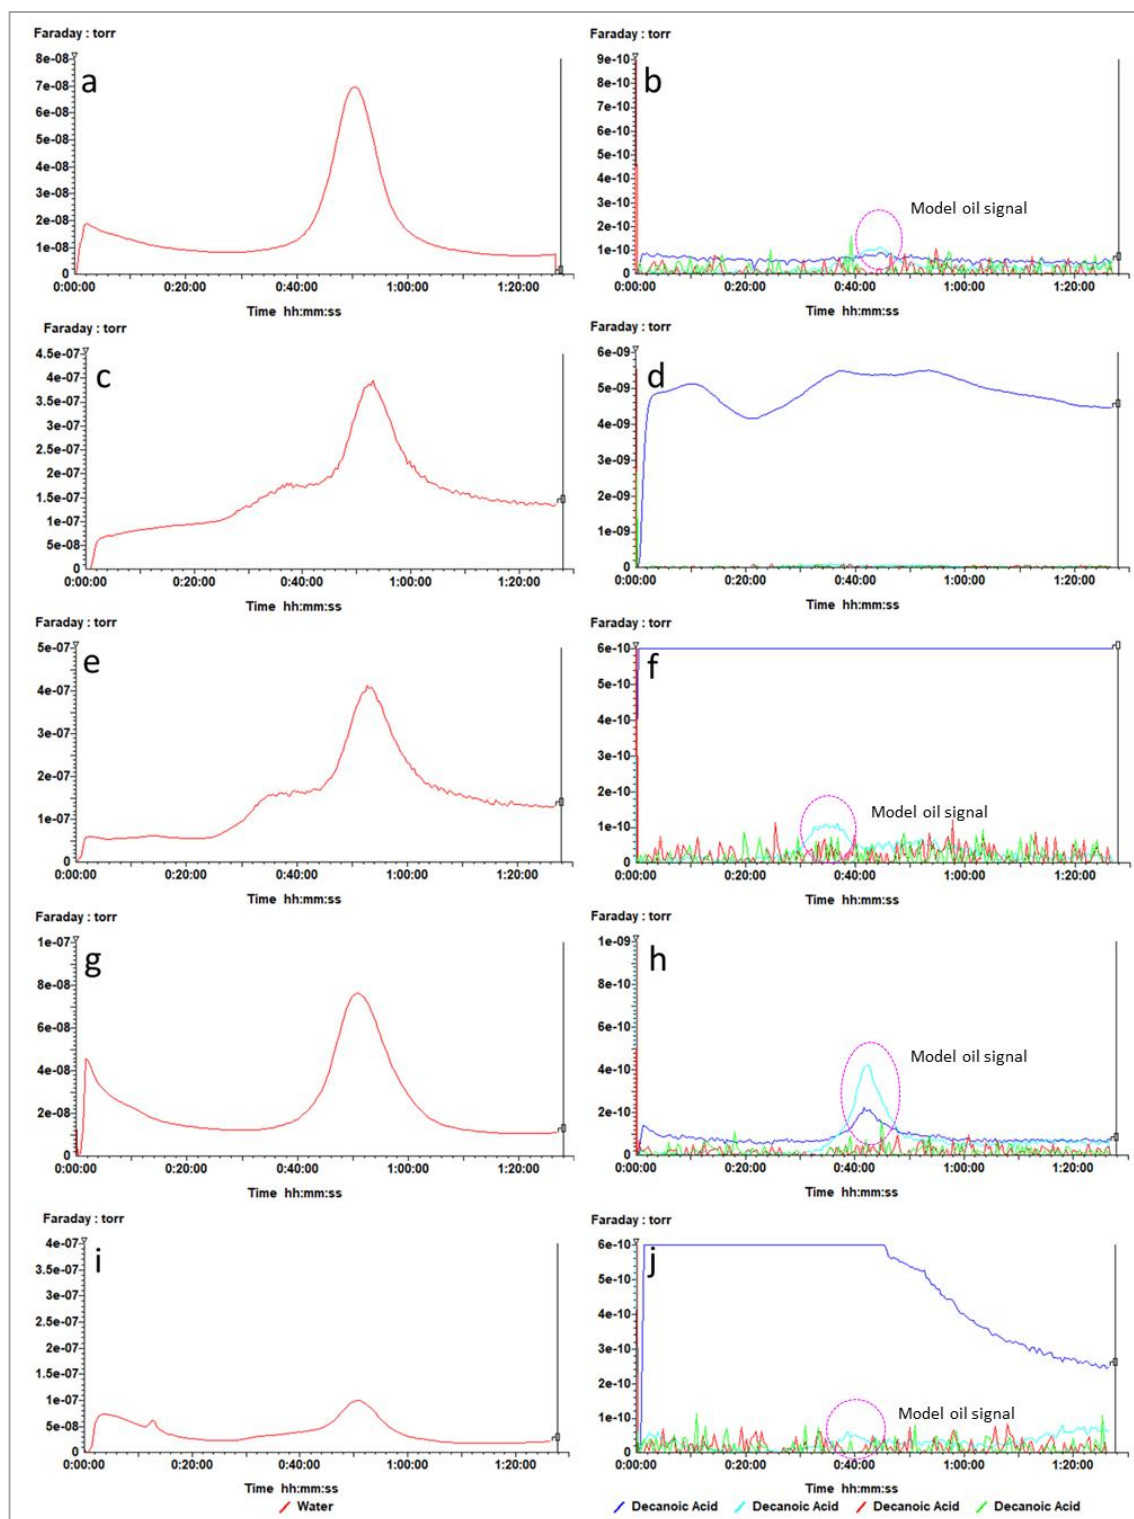 Faraday : torr
8e-08
7e-08
6e-08
5e-08
4e-08
3e-08
2e-08
1e-08
0
a
0:00:00 0:20:00 0:40:00 1:00:00 1:20:00
Time hh:mm:ss
Faraday : torr
9e-10
8e-10
7e-10
6e-10
5e-10
4e-10
3e-10
2e-10
1e-10
0
b
Model oil signal
0:00:00 0:20:00 0:40:00 1:00:00 1:20:00
Time hh:mm:ss
Faraday : torr
4.5e-07
4e-07
3.5e-07
3e-07
2.5e-07
2e-07
1.5e-07
1e-07
5e-08
0
c
0:00:00 0:20:00 0:40:00 1:00:00 1:20:00
Time hh:mm:ss
Faraday : torr
6e-09
5e-09
4e-09
3e-09
2e-09
1e-09
0
d
0:00:00 0:20:00 0:40:00 1:00:00 1:20:00
Time hh:mm:ss
Faraday : torr
5e-07
4e-07
3e-07
2e-07
1e-07
0
e
0:00:00 0:20:00 0:40:00 1:00:00 1:20:00
Time hh:mm:ss
Faraday : torr
6e-10
5e-10
4e-10
3e-10
2e-10
1e-10
0
f
Model oil signal
0:00:00 0:20:00 0:40:00 1:00:00 1:20:00
Time hh:mm:ss
Faraday : torr
1e-07
8e-08
6e-08
4e-08
2e-08
0
g
0:00:00 0:20:00 0:40:00 1:00:00 1:20:00
Time hh:mm:ss
Faraday : torr
1e-09
8e-10
6e-10
4e-10
2e-10
0
h
Model oil signal
0:00:00 0:20:00 0:40:00 1:00:00 1:20:00
Time hh:mm:ss
Faraday : torr
4e-07
3.5e-07
3e-07
2.5e-07
2e-07
1.5e-07
1e-07
5e-08
0
i
0:00:00 0:20:00 0:40:00 1:00:00 1:20:00
Time hh:mm:ss
Water
Faraday : torr
6e-10
5e-10
4e-10
3e-10
2e-10
1e-10
0
j
Model oil signal
0:00:00 0:20:00 0:40:00 1:00:00 1:20:00
Time hh:mm:ss
Decanoic Acid Decanoic Acid Decanoic Acid Decanoic Acid